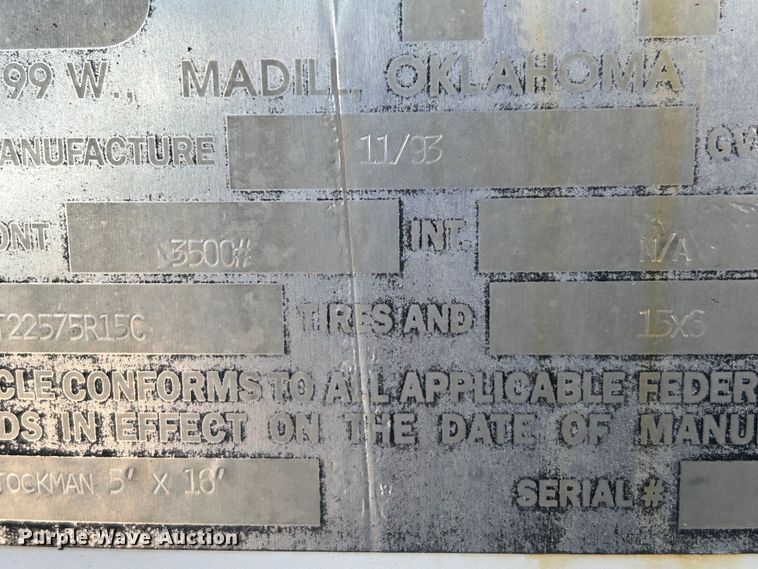 99 W., MADILL, OKLAHOMA
MANUFACTURE 11/93 GV
ONT 3500# INT. N/A
T22575R15C TIRES AND 15X6
CLE CONFORMS TO ALL APPLICABLE FEDER
DS IN EFFECT ON THE DATE OF MANU
TOCKMAN 5' X 16' SERIAL #
Purple Wave Auction